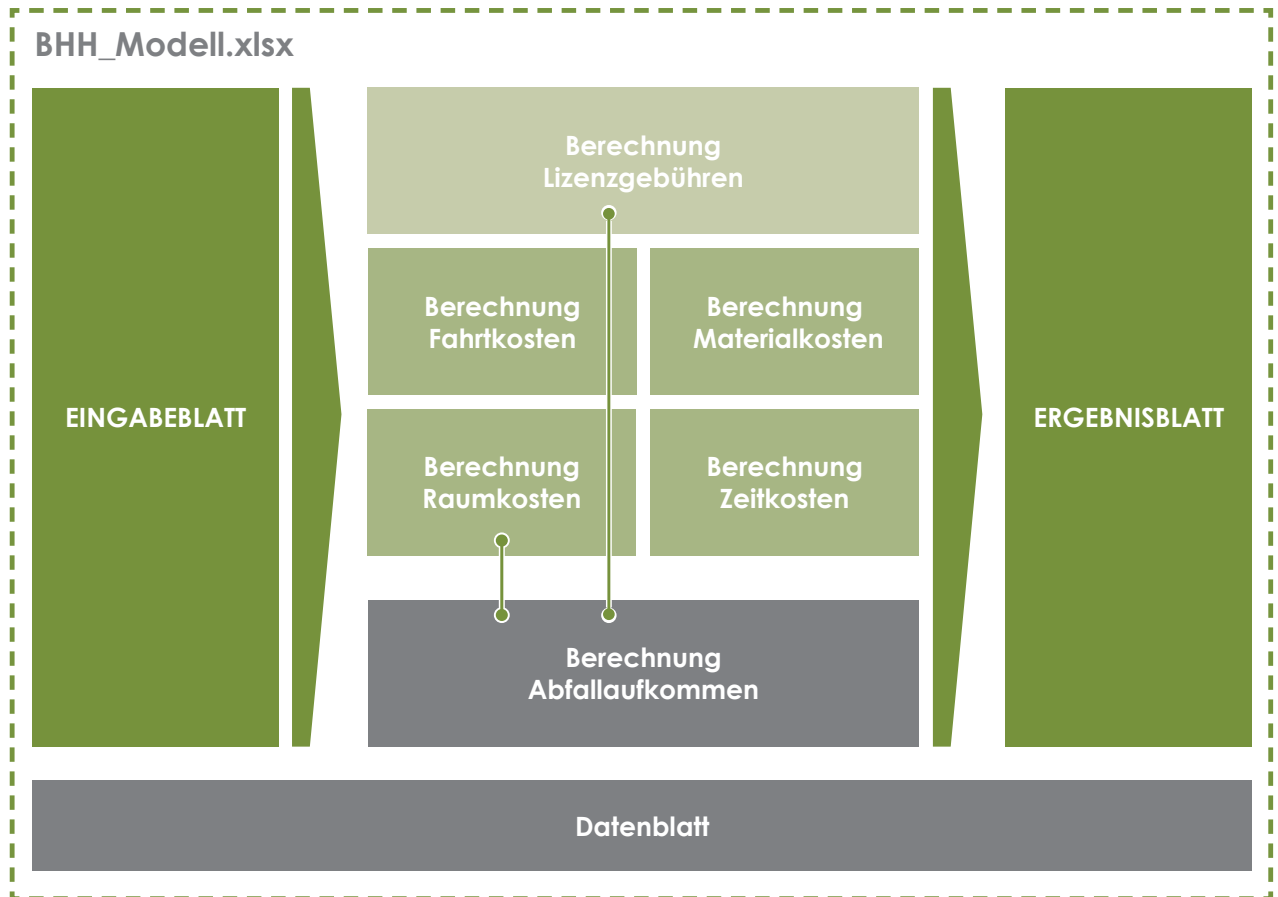 BHH_Modell.xlsx
EINGABEBLATT
Berechnung
Lizenzgebühren
Berechnung
Fahrtkosten
Berechnung
Materialkosten
Berechnung
Raumkosten
Berechnung
Zeitkosten
Berechnung
Abfallaufkommen
ERGEBNISBLATT
Datenblatt